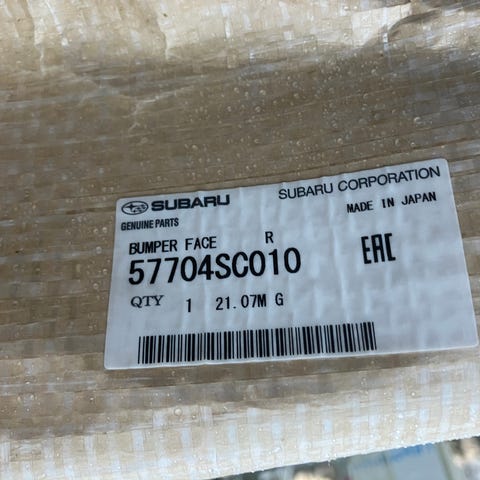 SUBARU SUBARU CORPORATION
GENUINE PARTS MADE IN JAPAN
BUMPER FACE R
57704SC010 EAC
QTY 1 21.07M G